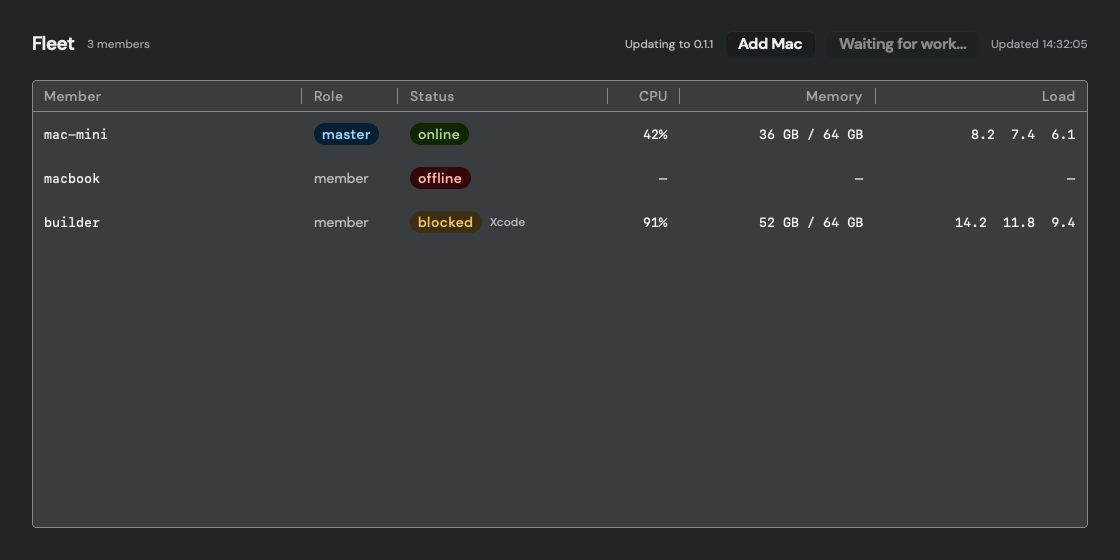 Fleet 3 members Updating to 0.1.1 Add Mac Waiting for work... Updated 14:32:05
Member Role Status CPU Memory Load
mac-mini master online 42% 36 GB / 64 GB 8.2 7.4 6.1
macbook member offline — — —
builder member blocked Xcode 91% 52 GB / 64 GB 14.2 11.8 9.4